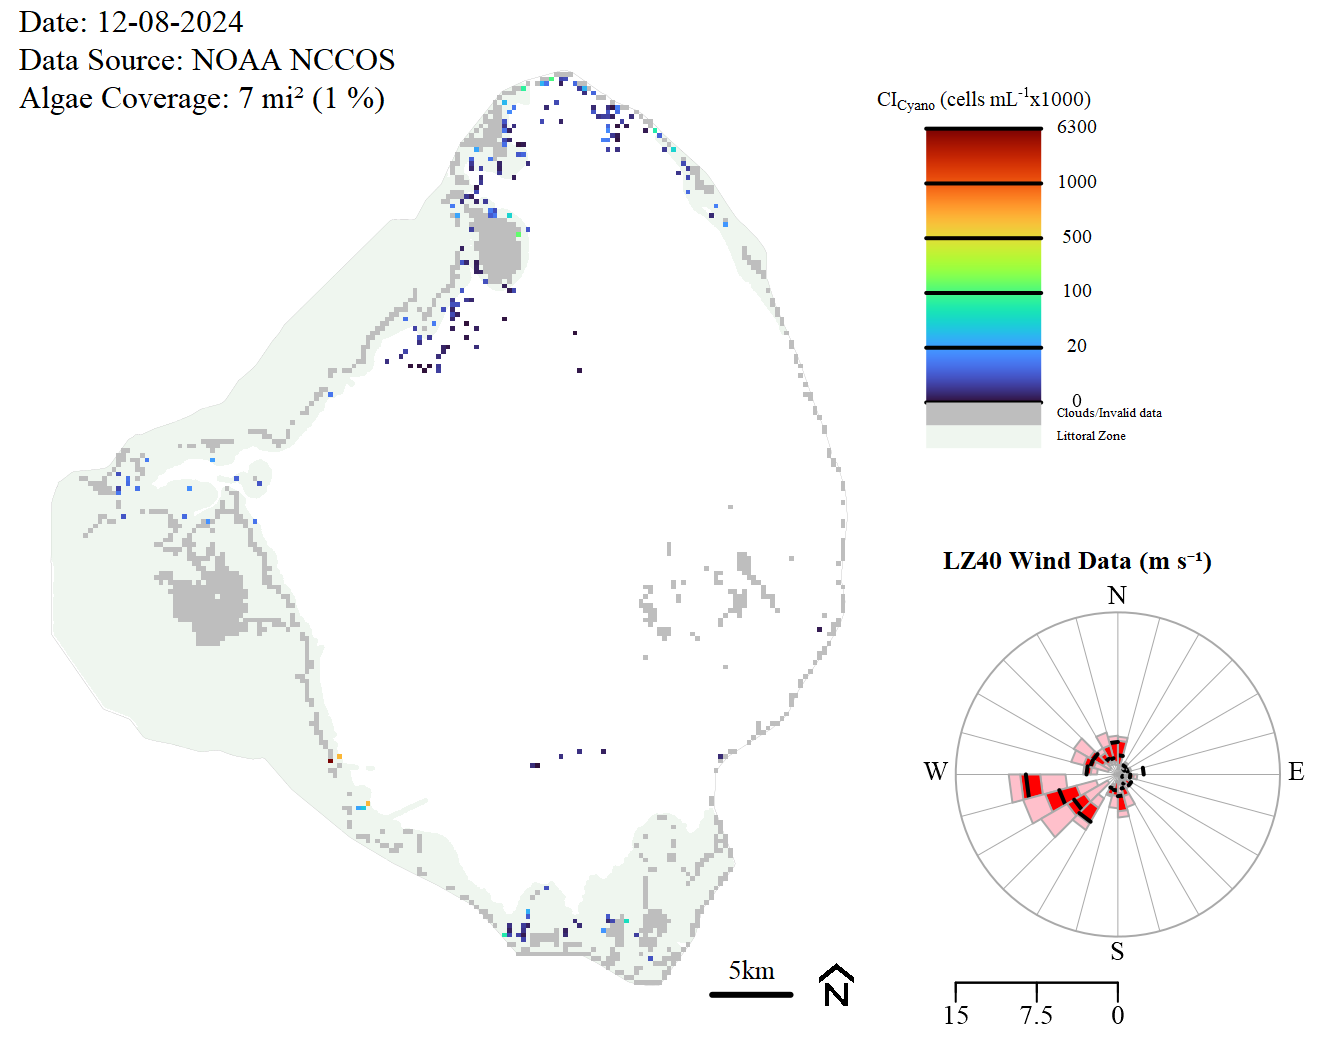 Date: 12-08-2024
Data Source: NOAA NCCOS
Algae Coverage: 7 mi² (1 %)
CI_Cyano (cells mL⁻¹x1000)
6300
1000
500
100
20
0
Clouds/Invalid data
Littoral Zone
LZ40 Wind Data (m s⁻¹)
N
W
E
S
5km
N
15 7.5 0